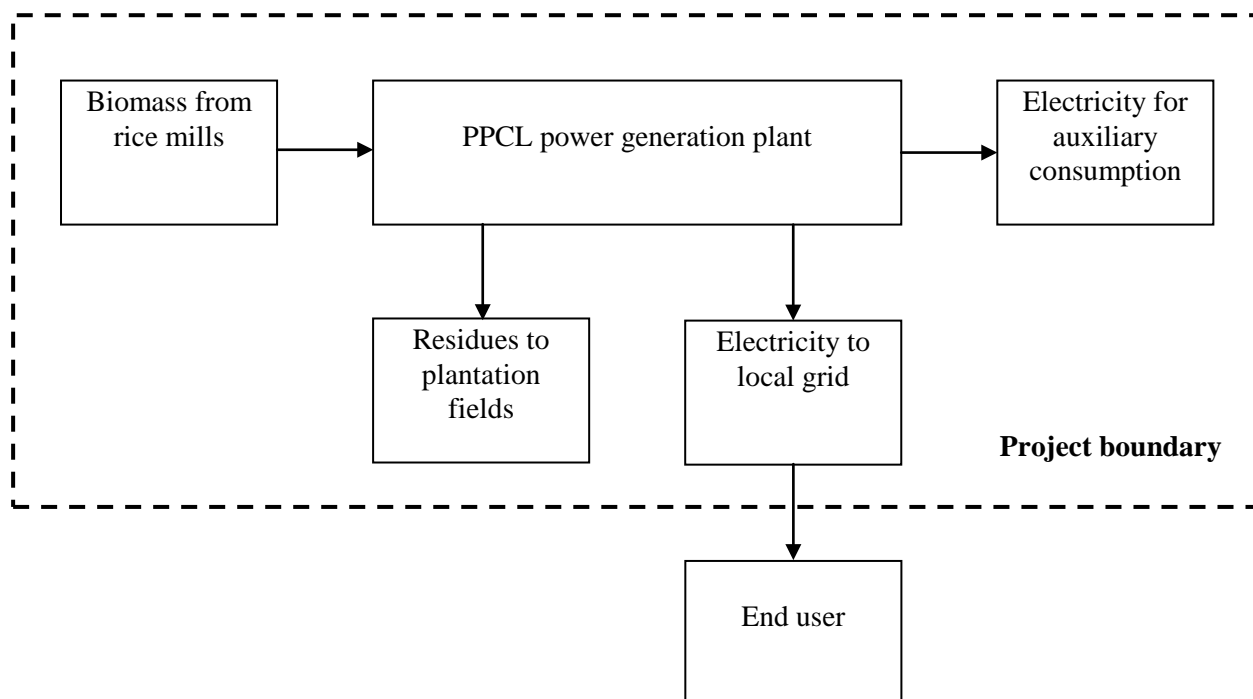 Biomass from
rice mills
PPCL power generation plant
Electricity for
auxiliary
consumption
Residues to
plantation
fields
Electricity to
local grid
Project boundary
End user